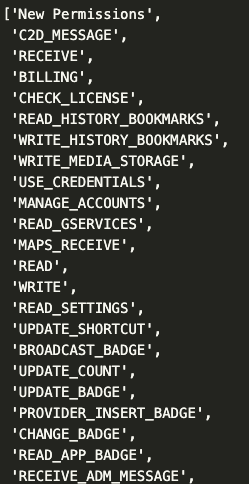 ['New Permissions',
'C2D_MESSAGE',
'RECEIVE',
'BILLING',
'CHECK_LICENSE',
'READ_HISTORY_BOOKMARKS',
'WRITE_HISTORY_BOOKMARKS',
'WRITE_MEDIA_STORAGE',
'USE_CREDENTIALS',
'MANAGE_ACCOUNTS',
'READ_GSERVICES',
'MAPS_RECEIVE',
'READ',
'WRITE',
'READ_SETTINGS',
'UPDATE_SHORTCUT',
'BROADCAST_BADGE',
'UPDATE_COUNT',
'UPDATE_BADGE',
'PROVIDER_INSERT_BADGE',
'CHANGE_BADGE',
'READ_APP_BADGE',
'RECEIVE_ADM_MESSAGE',